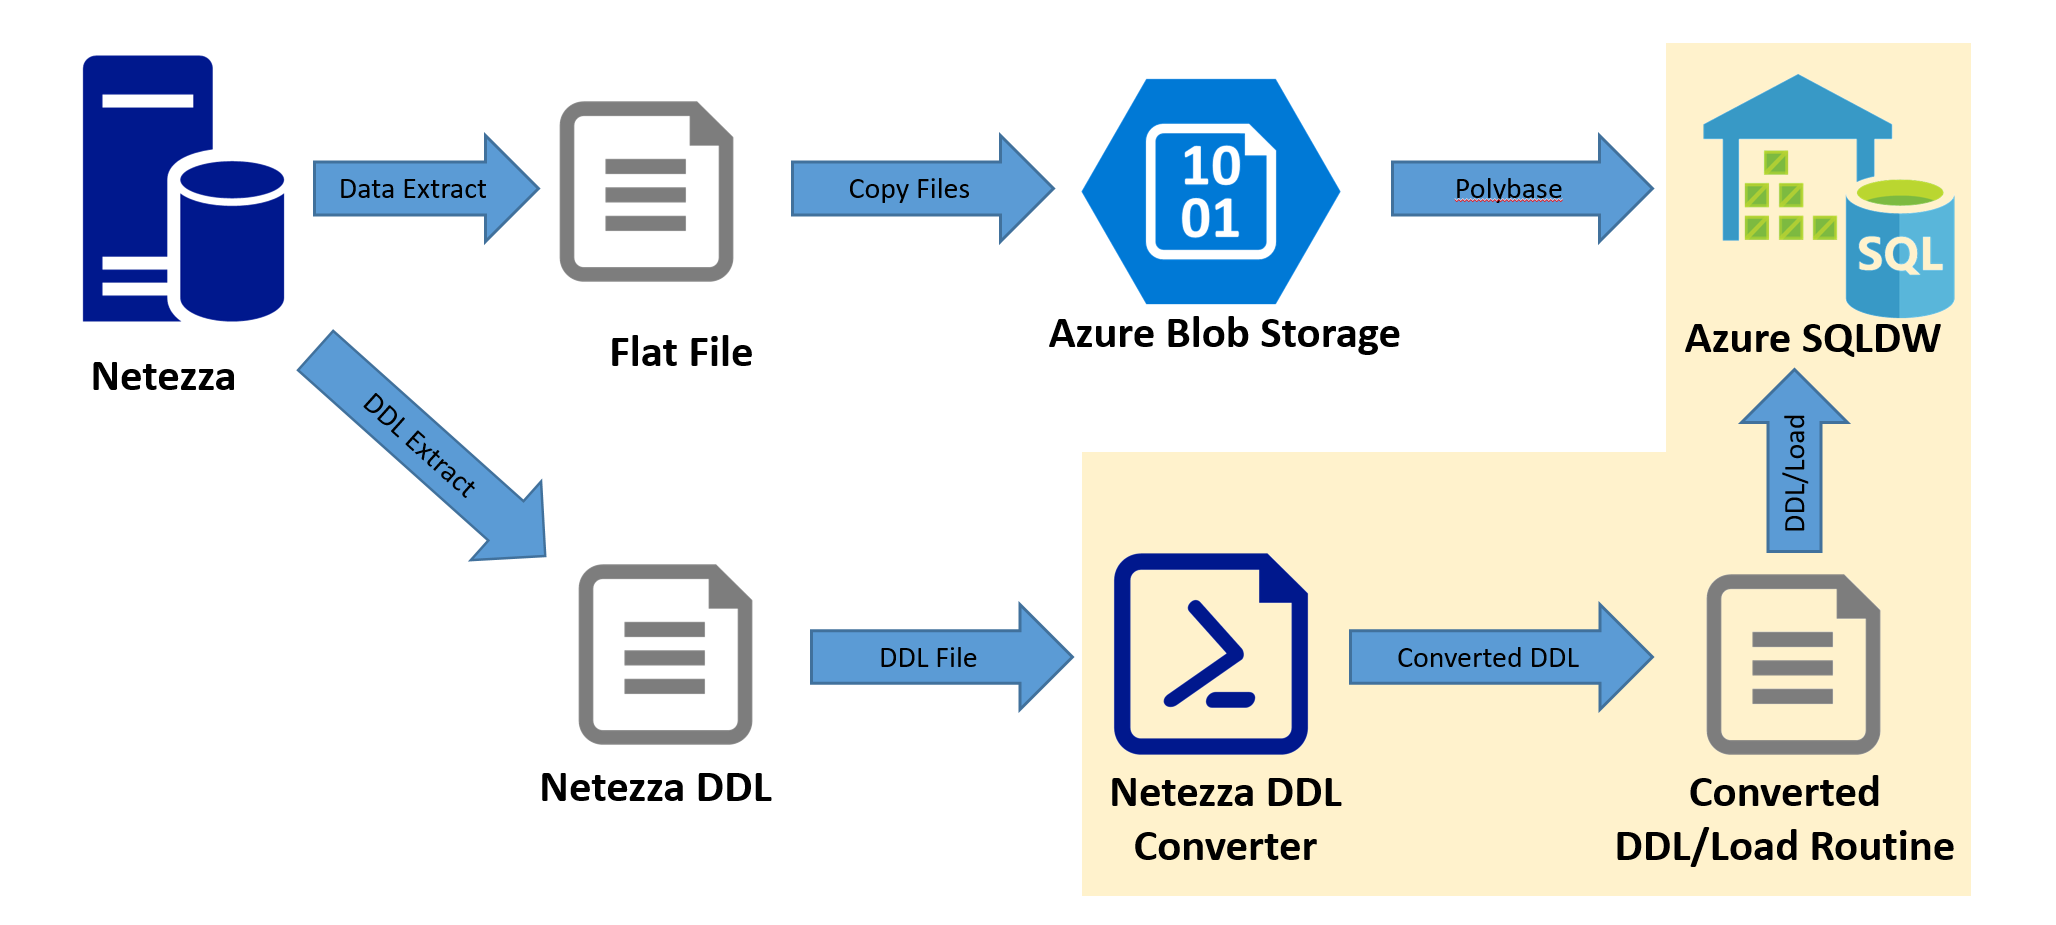 Data Extract
Copy Files
10
01
Polybase
SQL
Netezza
Flat File
Azure Blob Storage
Azure SQLDW
DDL Extract
DDL/Load
DDL File
Converted DDL
Netezza DDL
Netezza DDL
Converter
Converted
DDL/Load Routine